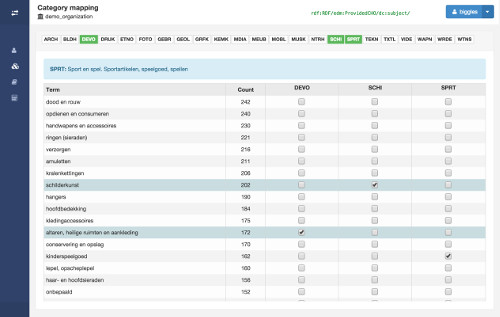 Category mapping
demo_organization
rdf:RDF/edm:ProvidedCHO/dc:subject/
toggles
ARCH BLDH DEVO DRUK ETNO FOTO GEBR GEOL GRPK KEMK MDIA MEUB MOBL MUSK NTRH SCHI SPRT TEKN TXTL VIDE WAPN WRDE WTNS
SPRT: Sport en spel. Sportartikelen, speelgoed, spellen
Term Count DEVO SCHI SPRT
dood en rouw 242
opdienen en consumeren 240
handwapens en accessoires 230
ringen (sieraden) 221
verzorgen 216
amuletten 211
kralenkettingen 206
schilderkunst 202
hangers 190
hoofdbedekking 184
kledingaccessoires 175
altaren, heilige ruimten en aankleding 172
conservering en opslag 170
kinderspeelgoed 162
lepel, opscheplepel 160
haar- en hoofdsieraden 156
onbepaald 152